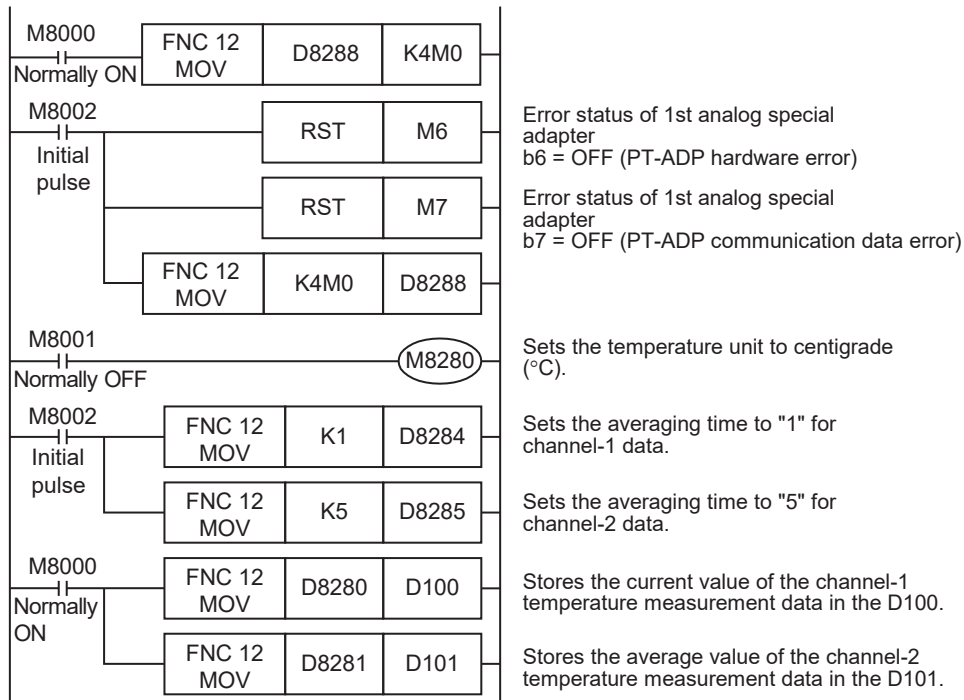 M8000
Normally ON
FNC 12
MOV
D8288
K4M0
M8002
Initial
pulse
RST
M6
Error status of 1st analog special
adapter
b6 = OFF (PT-ADP hardware error)
RST
M7
Error status of 1st analog special
adapter
b7 = OFF (PT-ADP communication data error)
FNC 12
MOV
K4M0
D8288
M8001
Normally OFF
M8280
Sets the temperature unit to centigrade
(°C).
M8002
Initial
pulse
FNC 12
MOV
K1
D8284
Sets the averaging time to "1" for
channel-1 data.
FNC 12
MOV
K5
D8285
Sets the averaging time to "5" for
channel-2 data.
M8000
Normally
ON
FNC 12
MOV
D8280
D100
Stores the current value of the channel-1
temperature measurement data in the D100.
FNC 12
MOV
D8281
D101
Stores the average value of the channel-2
temperature measurement data in the D101.